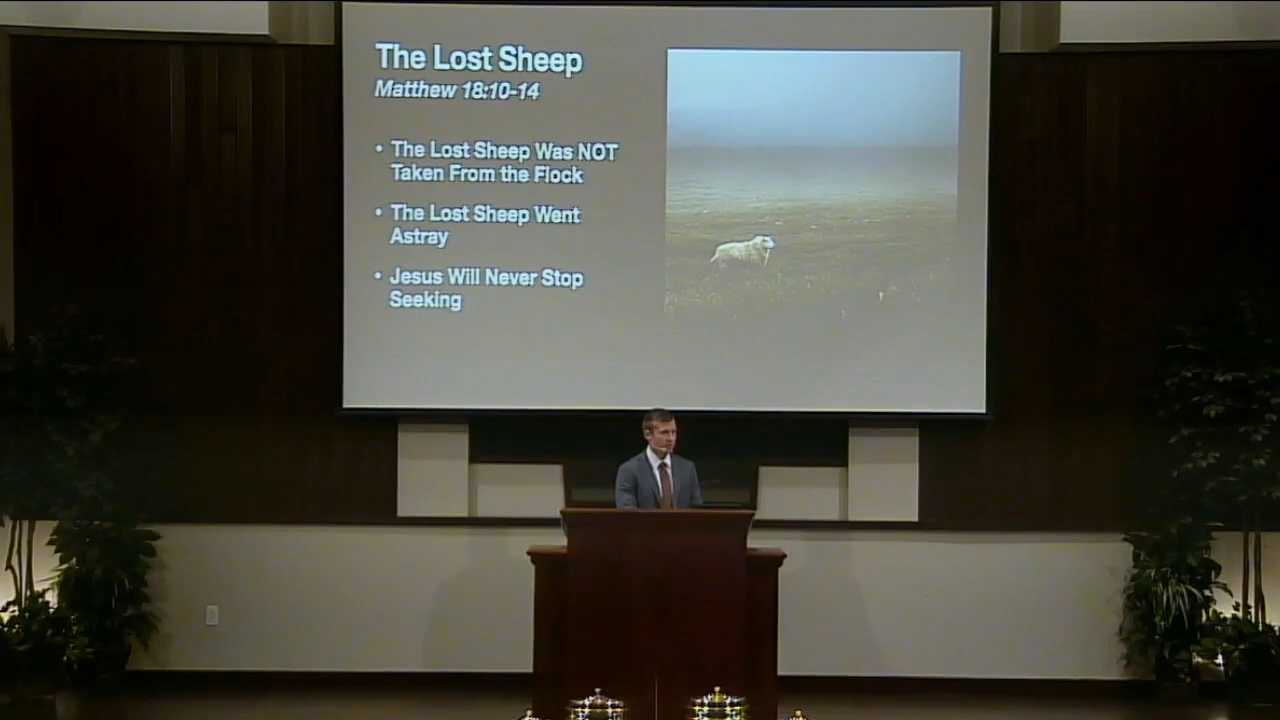 The Lost Sheep
Matthew 18:10-14
• The Lost Sheep Was NOT
Taken From the Flock
• The Lost Sheep Went
Astray
• Jesus Will Never Stop
Seeking